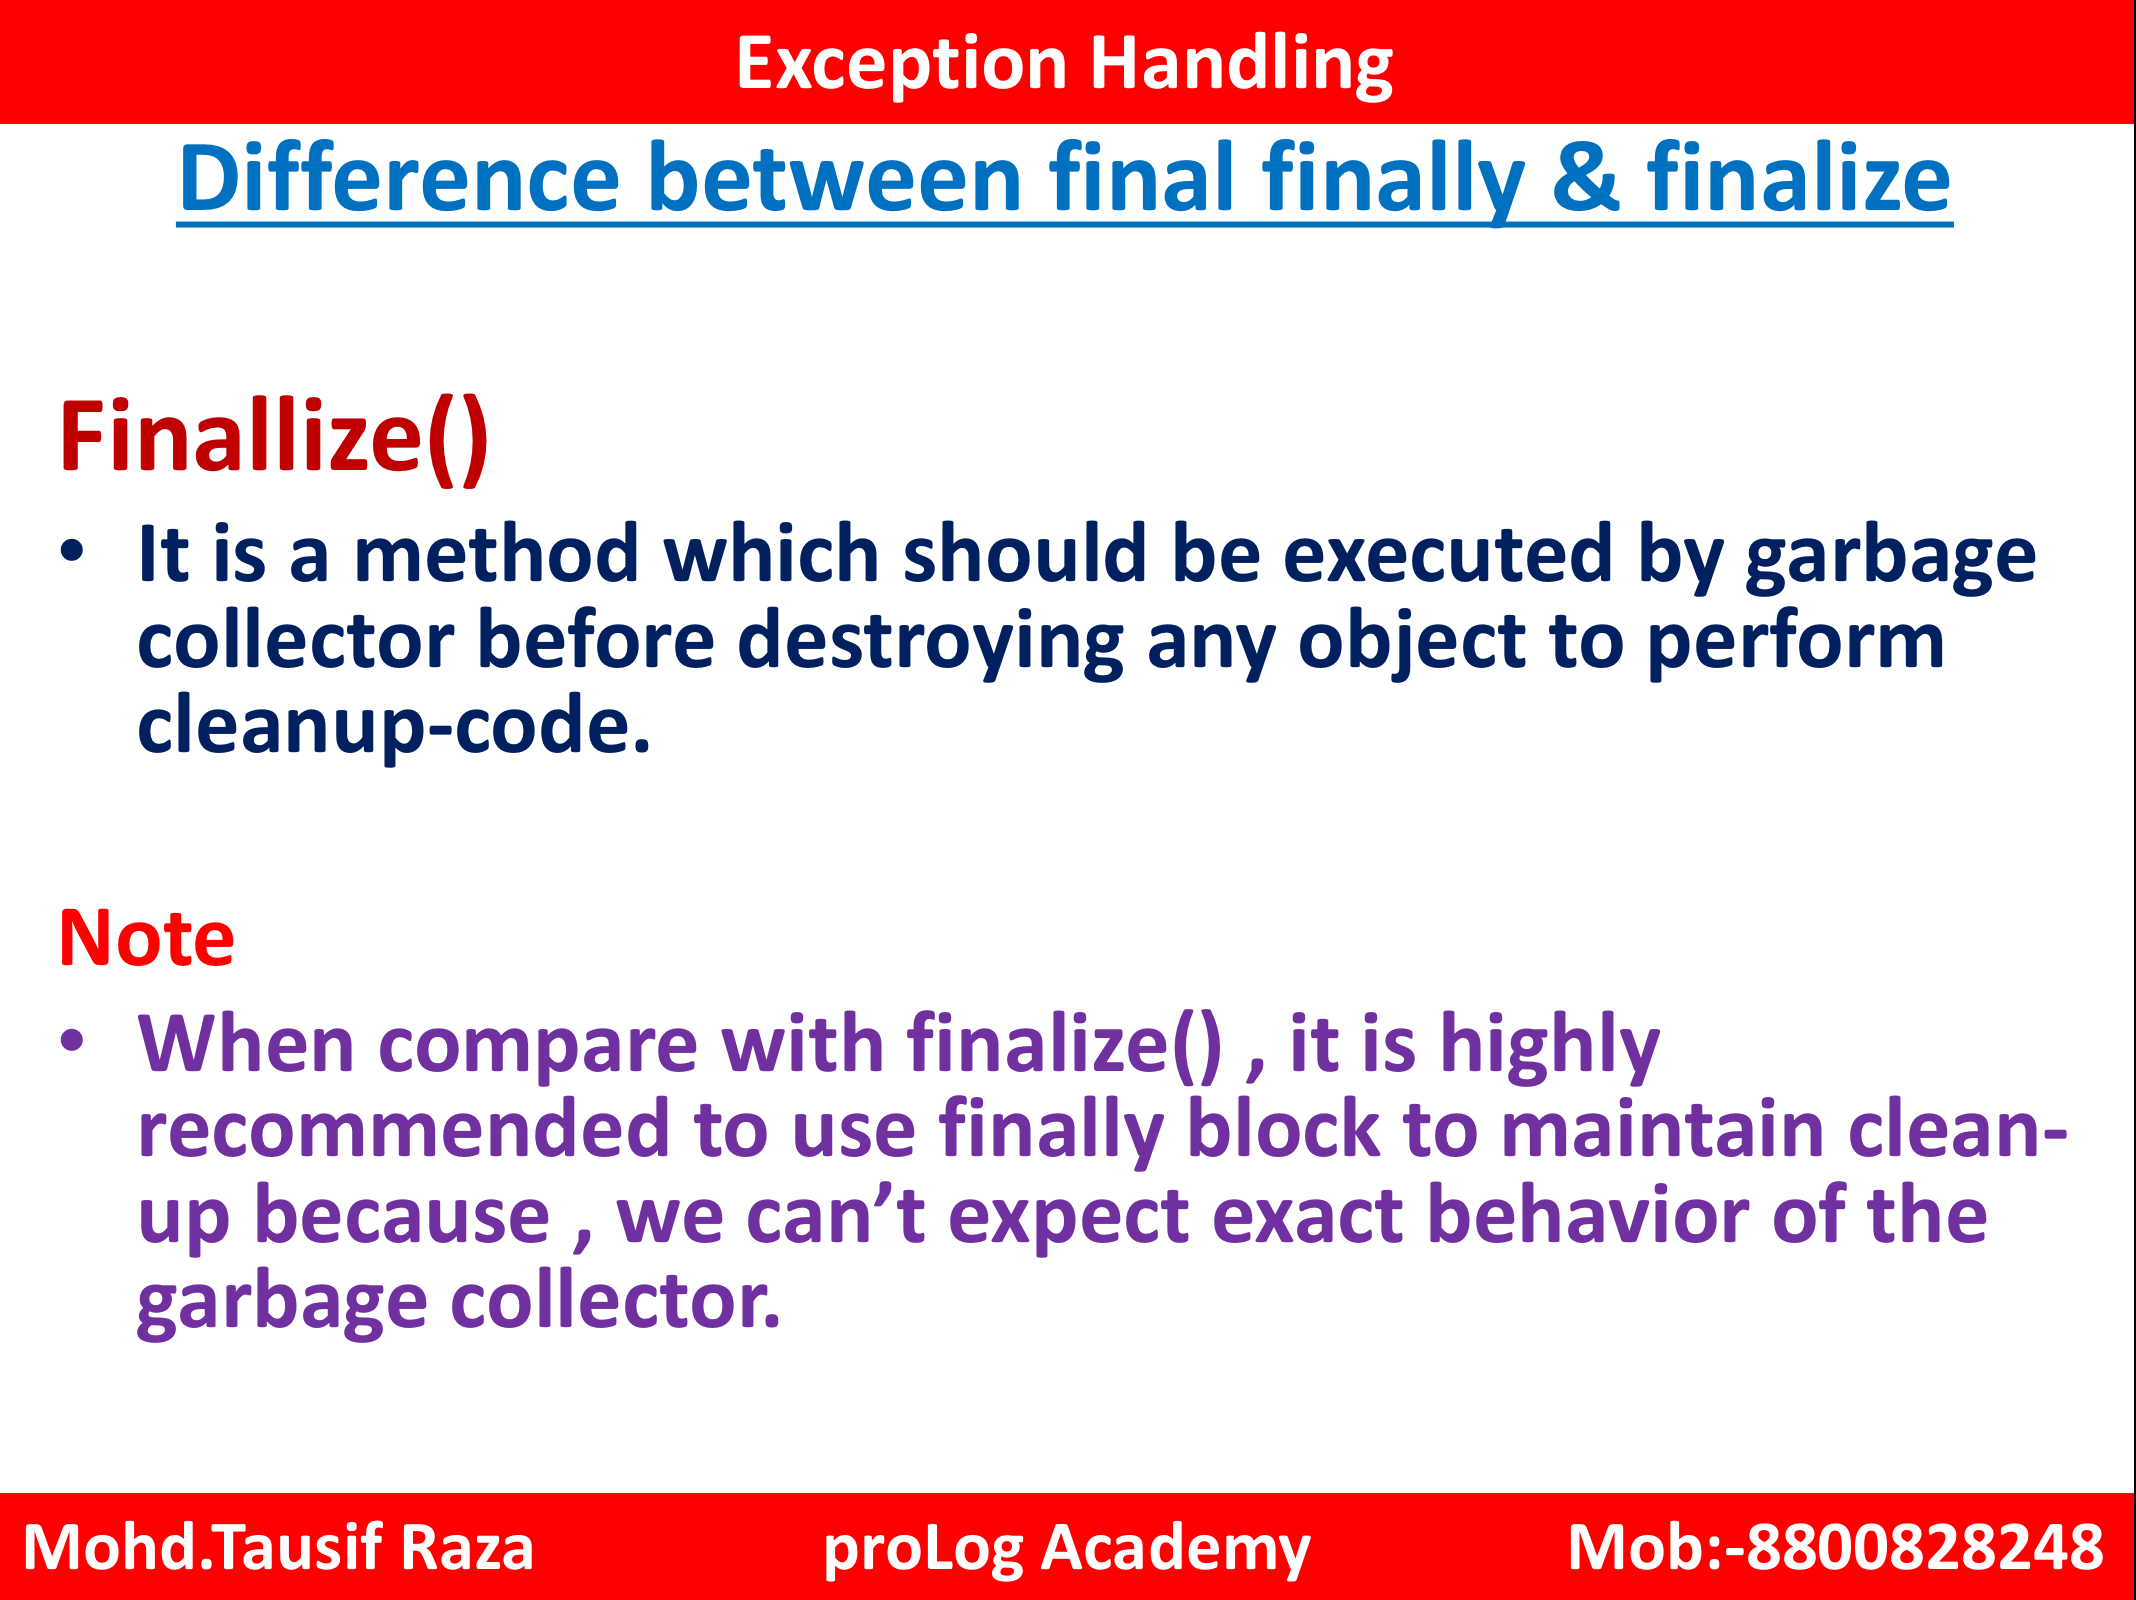 Exception Handling
Difference between final finally & finalize
Finallize()
• It is a method which should be executed by garbage
collector before destroying any object to perform
cleanup-code.
Note
• When compare with finalize() , it is highly
recommended to use finally block to maintain clean-
up because , we can’t expect exact behavior of the
garbage collector.
Mohd.Tausif Raza proLog Academy Mob:-8800828248